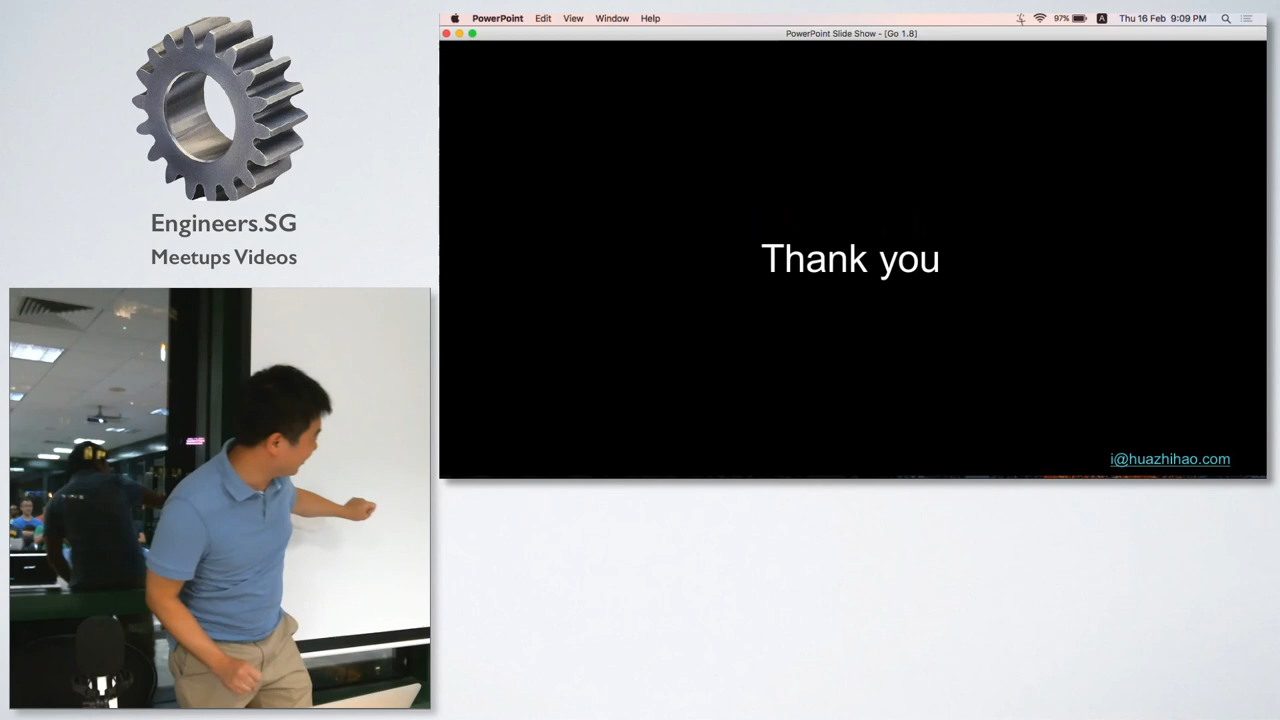 Engineers.SG
Meetups Videos
PowerPoint Edit View Window Help
97% A Thu 16 Feb 9:09 PM
PowerPoint Slide Show - [Go 1.8]
Thank you
i@huazhihao.com